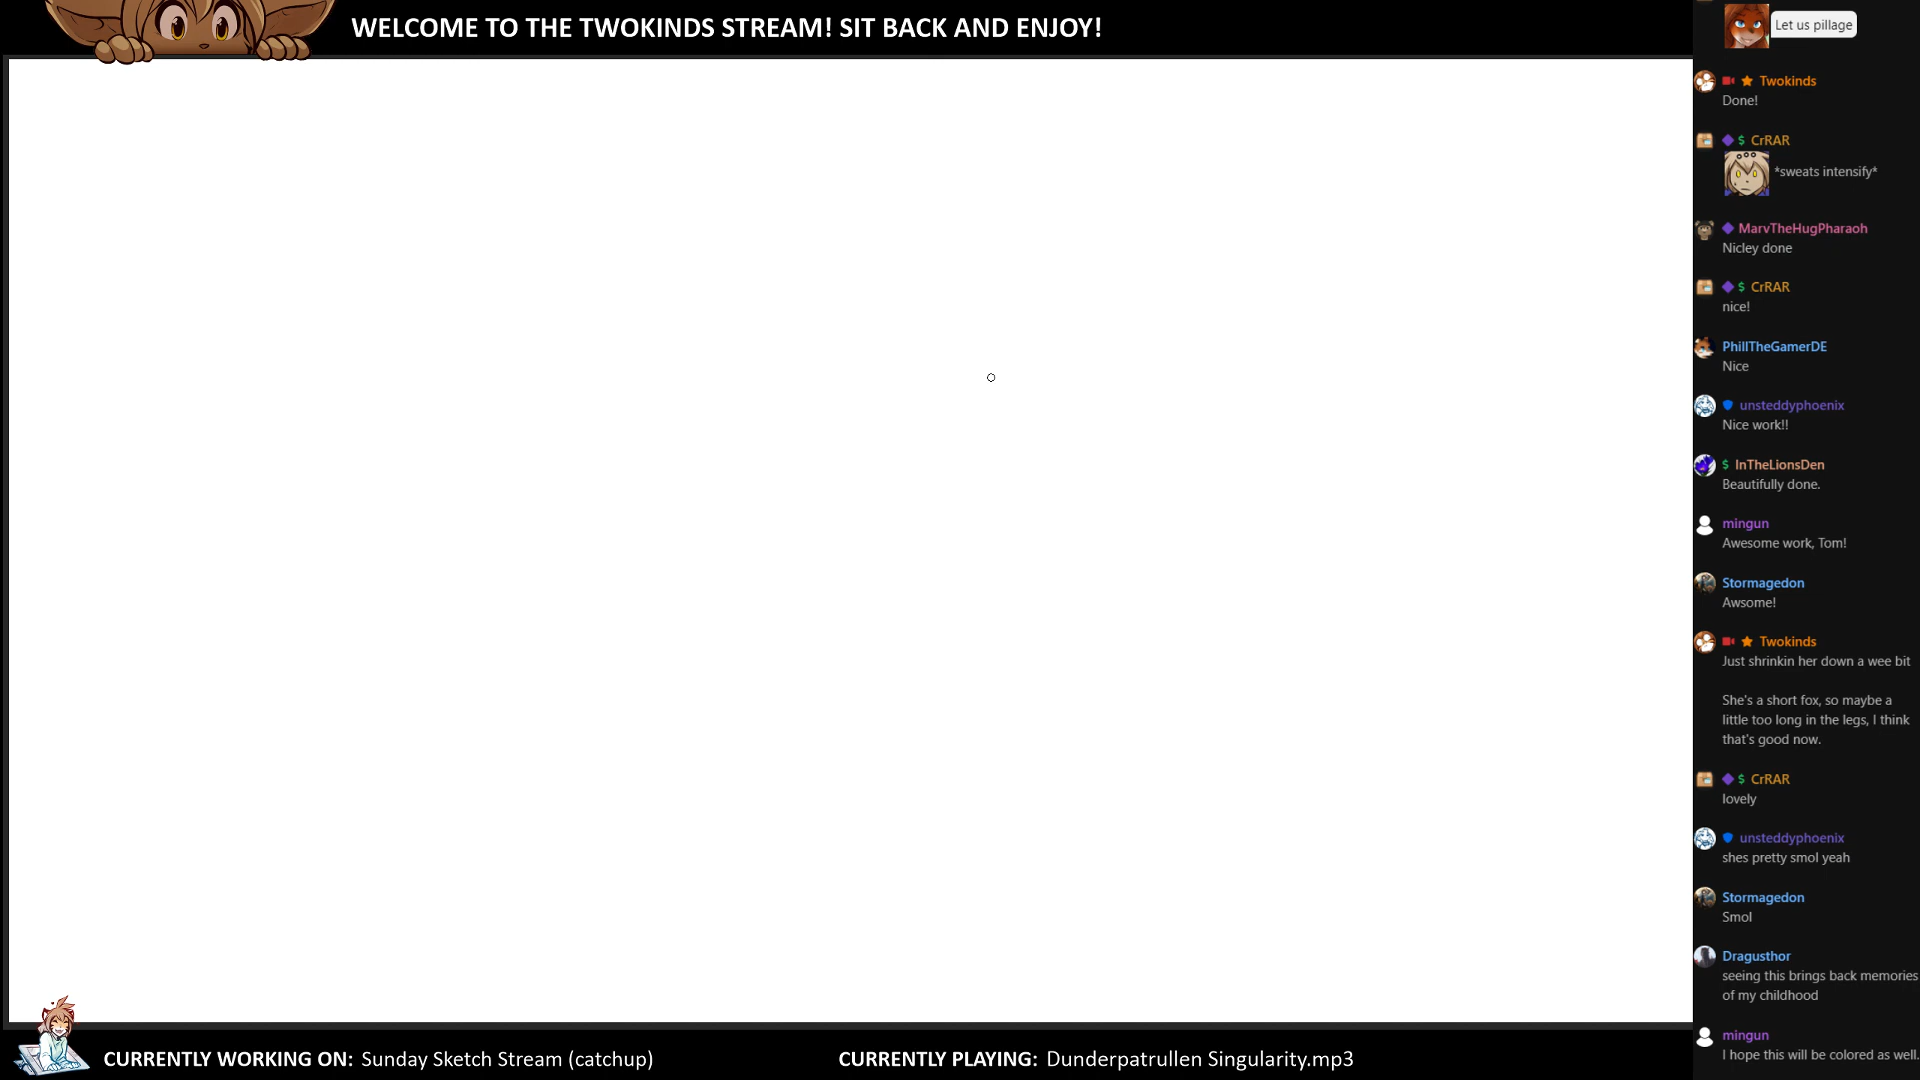 WELCOME TO THE TWOKINDS STREAM! SIT BACK AND ENJOY!
Let us pillage
Twokinds
Done!
$ CrRAR
*sweats intensify*
MarvTheHugPharaoh
Nicley done
$ CrRAR
nice!
PhillTheGamerDE
Nice
unsteddyphoenix
Nice work!!
$ InTheLionsDen
Beautifully done.
mingun
Awesome work, Tom!
Stormagedon
Awsome!
Twokinds
Just shrinkin her down a wee bit
She's a short fox, so maybe a
little too long in the legs, I think
that's good now.
$ CrRAR
lovely
unsteddyphoenix
shes pretty smol yeah
Stormagedon
Smol
Dragusthor
seeing this brings back memories
of my childhood
mingun
I hope this will be colored as well.
CURRENTLY WORKING ON: Sunday Sketch Stream (catchup)
CURRENTLY PLAYING: Dunderpatrullen Singularity.mp3